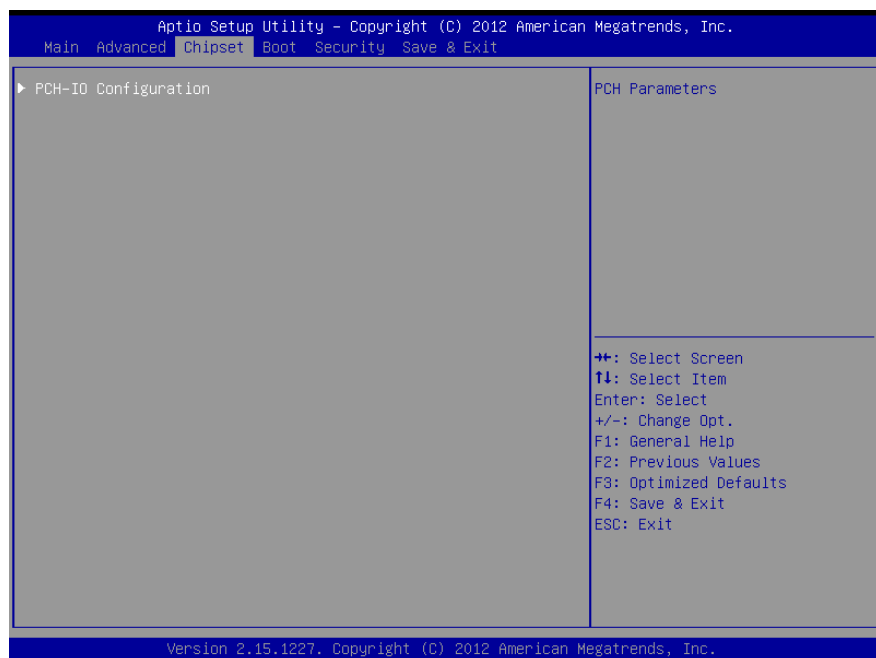 Aptio Setup Utility – Copyright (C) 2012 American Megatrends, Inc.
Main Advanced Chipset Boot Security Save & Exit
▶ PCH-IO Configuration
PCH Parameters
→←: Select Screen
↑↓: Select Item
Enter: Select
+/-: Change Opt.
F1: General Help
F2: Previous Values
F3: Optimized Defaults
F4: Save & Exit
ESC: Exit
Version 2.15.1227. Copyright (C) 2012 American Megatrends, Inc.